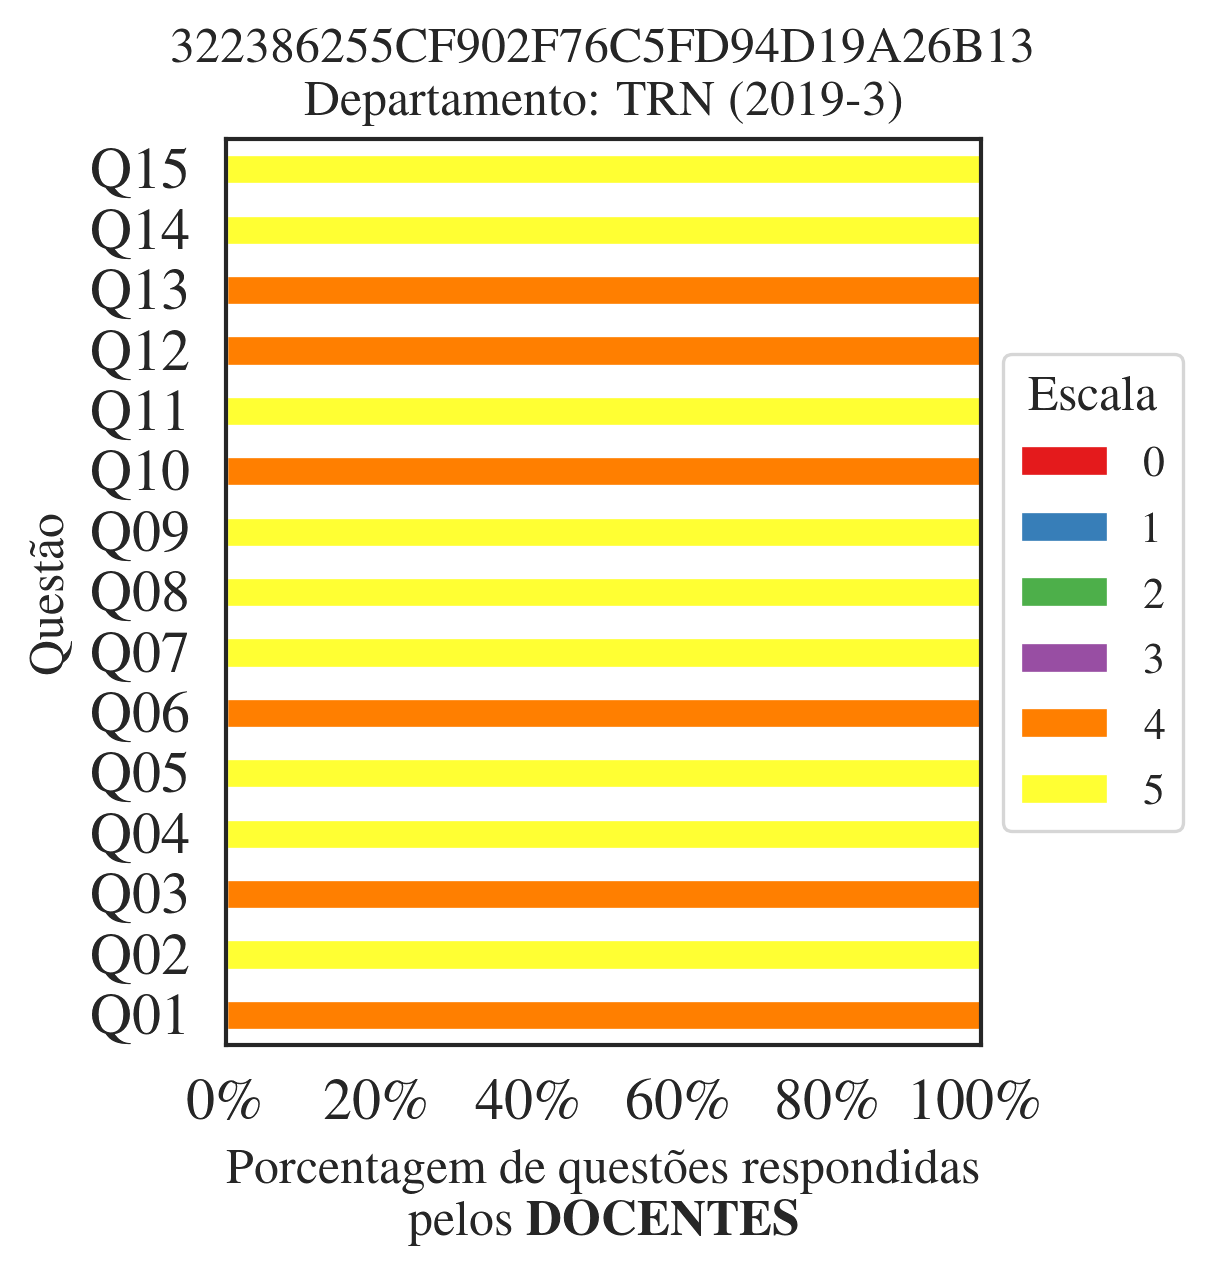 322386255CF902F76C5FD94D19A26B13
Departamento: TRN (2019-3)
Questão
Q15
Q14
Q13
Q12
Q11
Q10
Q09
Q08
Q07
Q06
Q05
Q04
Q03
Q02
Q01
0% 20% 40% 60% 80% 100%
Porcentagem de questões respondidas
pelos DOCENTES
Escala
0
1
2
3
4
5